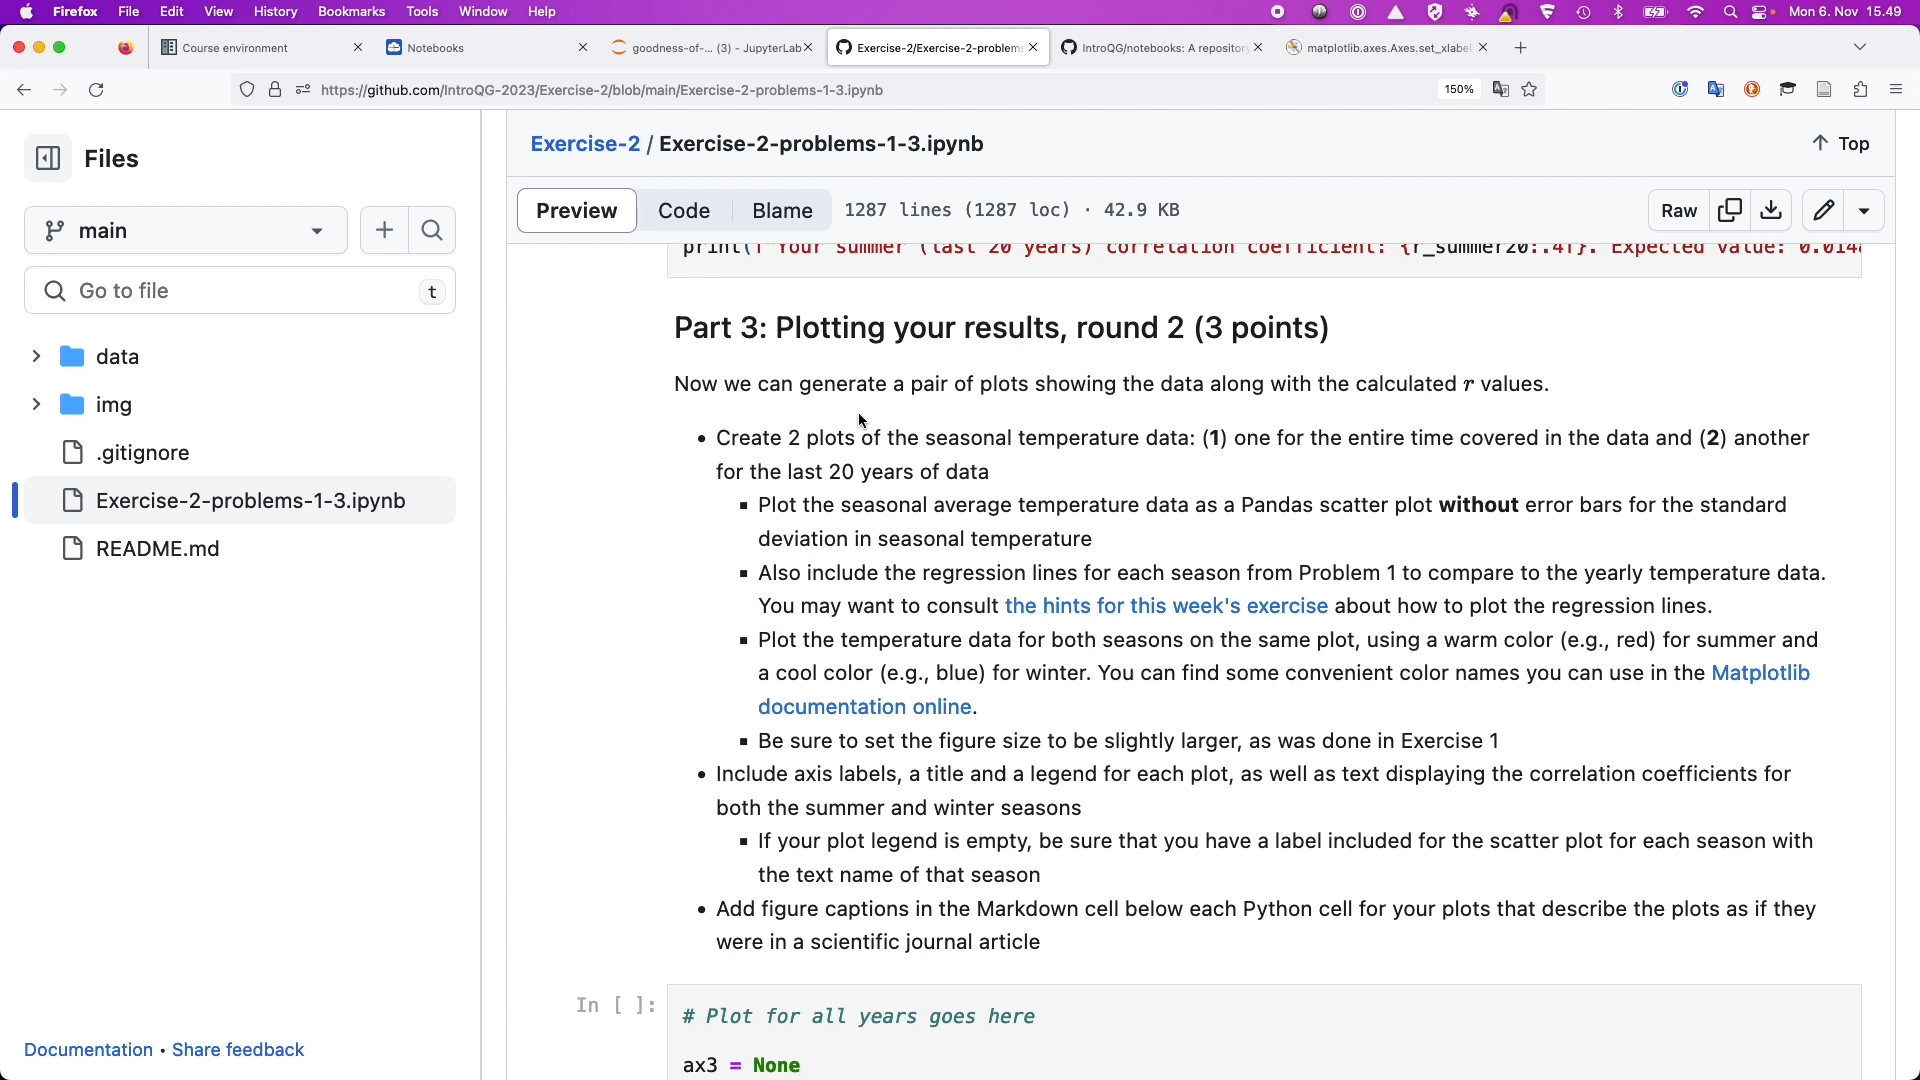 Firefox File Edit View History Bookmarks Tools Window Help Mon 6. Nov 15.49
Course environment Notebooks goodness-of-... (3) - JupyterLab Exercise-2/Exercise-2-problems IntroQG/notebooks: A repository matplotlib.axes.Axes.set_xlabel
https://github.com/IntroQG-2023/Exercise-2/blob/main/Exercise-2-problems-1-3.ipynb 150%
Files
main
Go to file t
data
img
.gitignore
Exercise-2-problems-1-3.ipynb
README.md
Documentation • Share feedback
Exercise-2 / Exercise-2-problems-1-3.ipynb Top
Preview Code Blame 1287 lines (1287 loc) · 42.9 KB Raw
print(f"Your summer (last 20 years) correlation coefficient: {r_summer20:.4f}. Expected value: 0.014
Part 3: Plotting your results, round 2 (3 points)
Now we can generate a pair of plots showing the data along with the calculated r values.
• Create 2 plots of the seasonal temperature data: (1) one for the entire time covered in the data and (2) another
for the last 20 years of data
▪ Plot the seasonal average temperature data as a Pandas scatter plot without error bars for the standard
deviation in seasonal temperature
▪ Also include the regression lines for each season from Problem 1 to compare to the yearly temperature data.
You may want to consult the hints for this week's exercise about how to plot the regression lines.
▪ Plot the temperature data for both seasons on the same plot, using a warm color (e.g., red) for summer and
a cool color (e.g., blue) for winter. You can find some convenient color names you can use in the Matplotlib
documentation online.
▪ Be sure to set the figure size to be slightly larger, as was done in Exercise 1
• Include axis labels, a title and a legend for each plot, as well as text displaying the correlation coefficients for
both the summer and winter seasons
▪ If your plot legend is empty, be sure that you have a label included for the scatter plot for each season with
the text name of that season
• Add figure captions in the Markdown cell below each Python cell for your plots that describe the plots as if they
were in a scientific journal article
In [ ]:
# Plot for all years goes here
ax3 = None